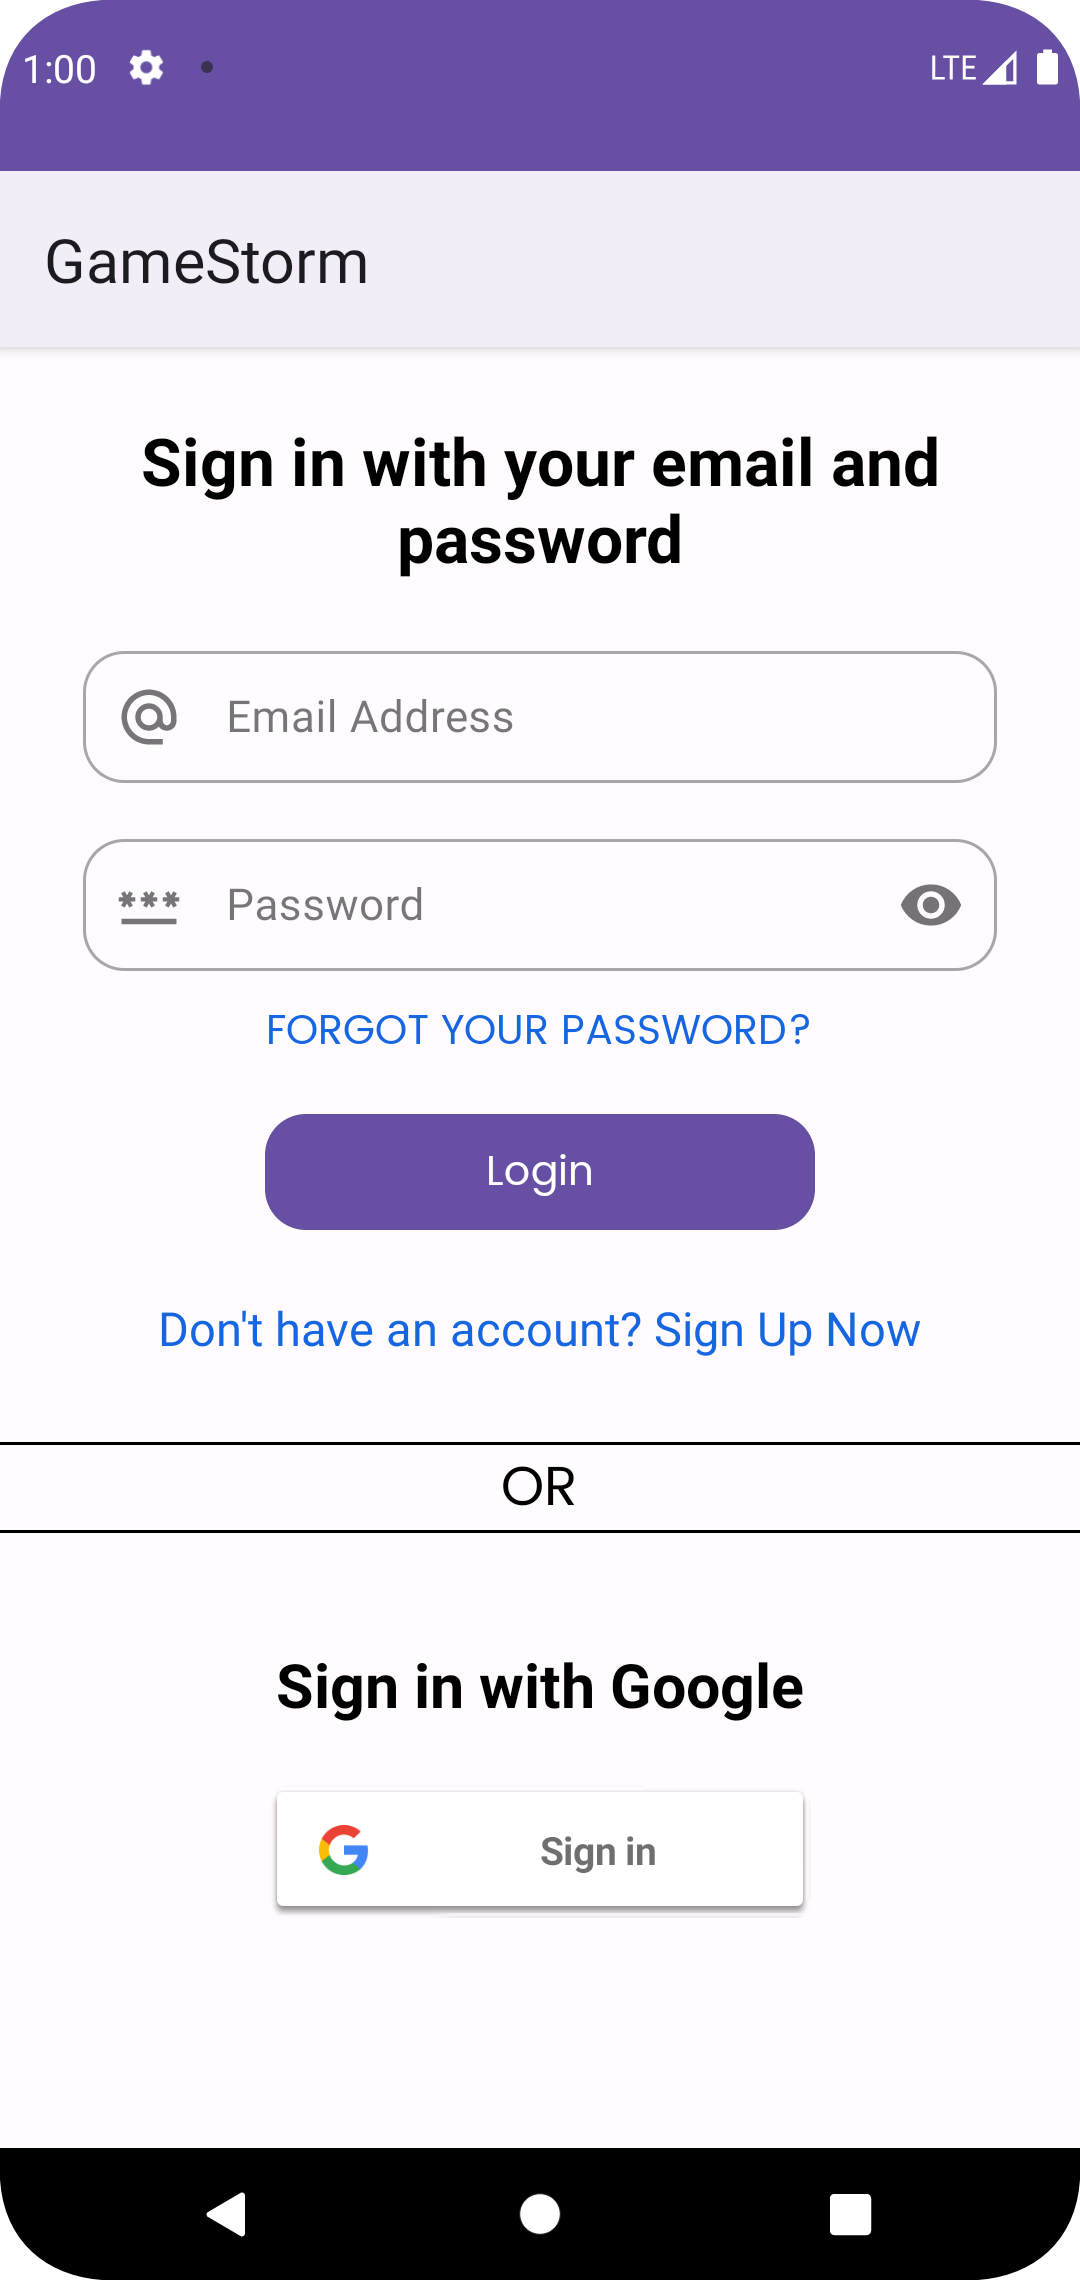 1:00 LTE
GameStorm
Sign in with your email and
password
Email Address
Password
FORGOT YOUR PASSWORD?
Login
Don't have an account? Sign Up Now
OR
Sign in with Google
Sign in